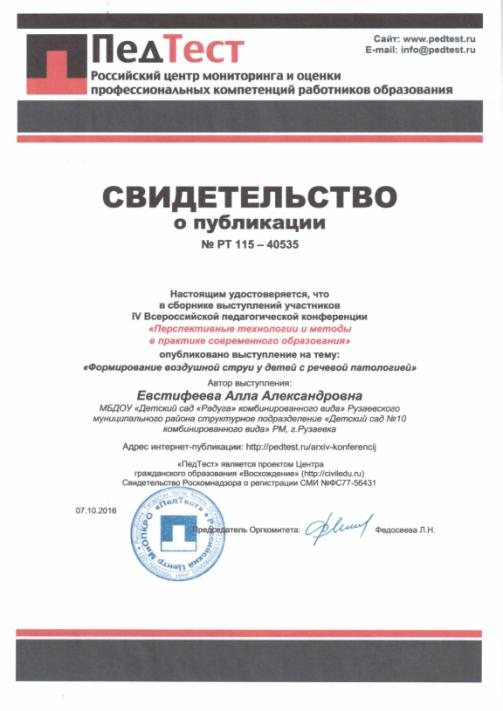 ПедТест
Сайт: www.pedtest.ru
E-mail: info@pedtest.ru
Российский центр мониторинга и оценки
профессиональных компетенций работников образования
СВИДЕТЕЛЬСТВО
о публикации
№ РТ 115 – 40535
Настоящим удостоверяется, что
в сборнике выступлений участников
IV Всероссийской педагогической конференции
«Перспективные технологии и методы
в практике современного образования»
опубликовано выступление на тему:
«Формирование воздушной струи у детей с речевой патологией»
Автор выступления:
Евстифеева Алла Александровна
МБДОУ «Детский сад «Радуга» комбинированного вида» Рузаевского
муниципального района структурное подразделение «Детский сад №10
комбинированного вида» РМ, г.Рузаевка
Адрес интернет-публикации: http://pedtest.ru/arxiv-konferencij
«ПедТест» является проектом Центра
гражданского образования «Восхождение» (http://civiledu.ru)
Свидетельство Роскомнадзора о регистрации СМИ №ФС77-56431
07.10.2016
Председатель Оргкомитета:
Федосеева Л.Н.
«ПедТест»
Российский Центр МиОПКРО